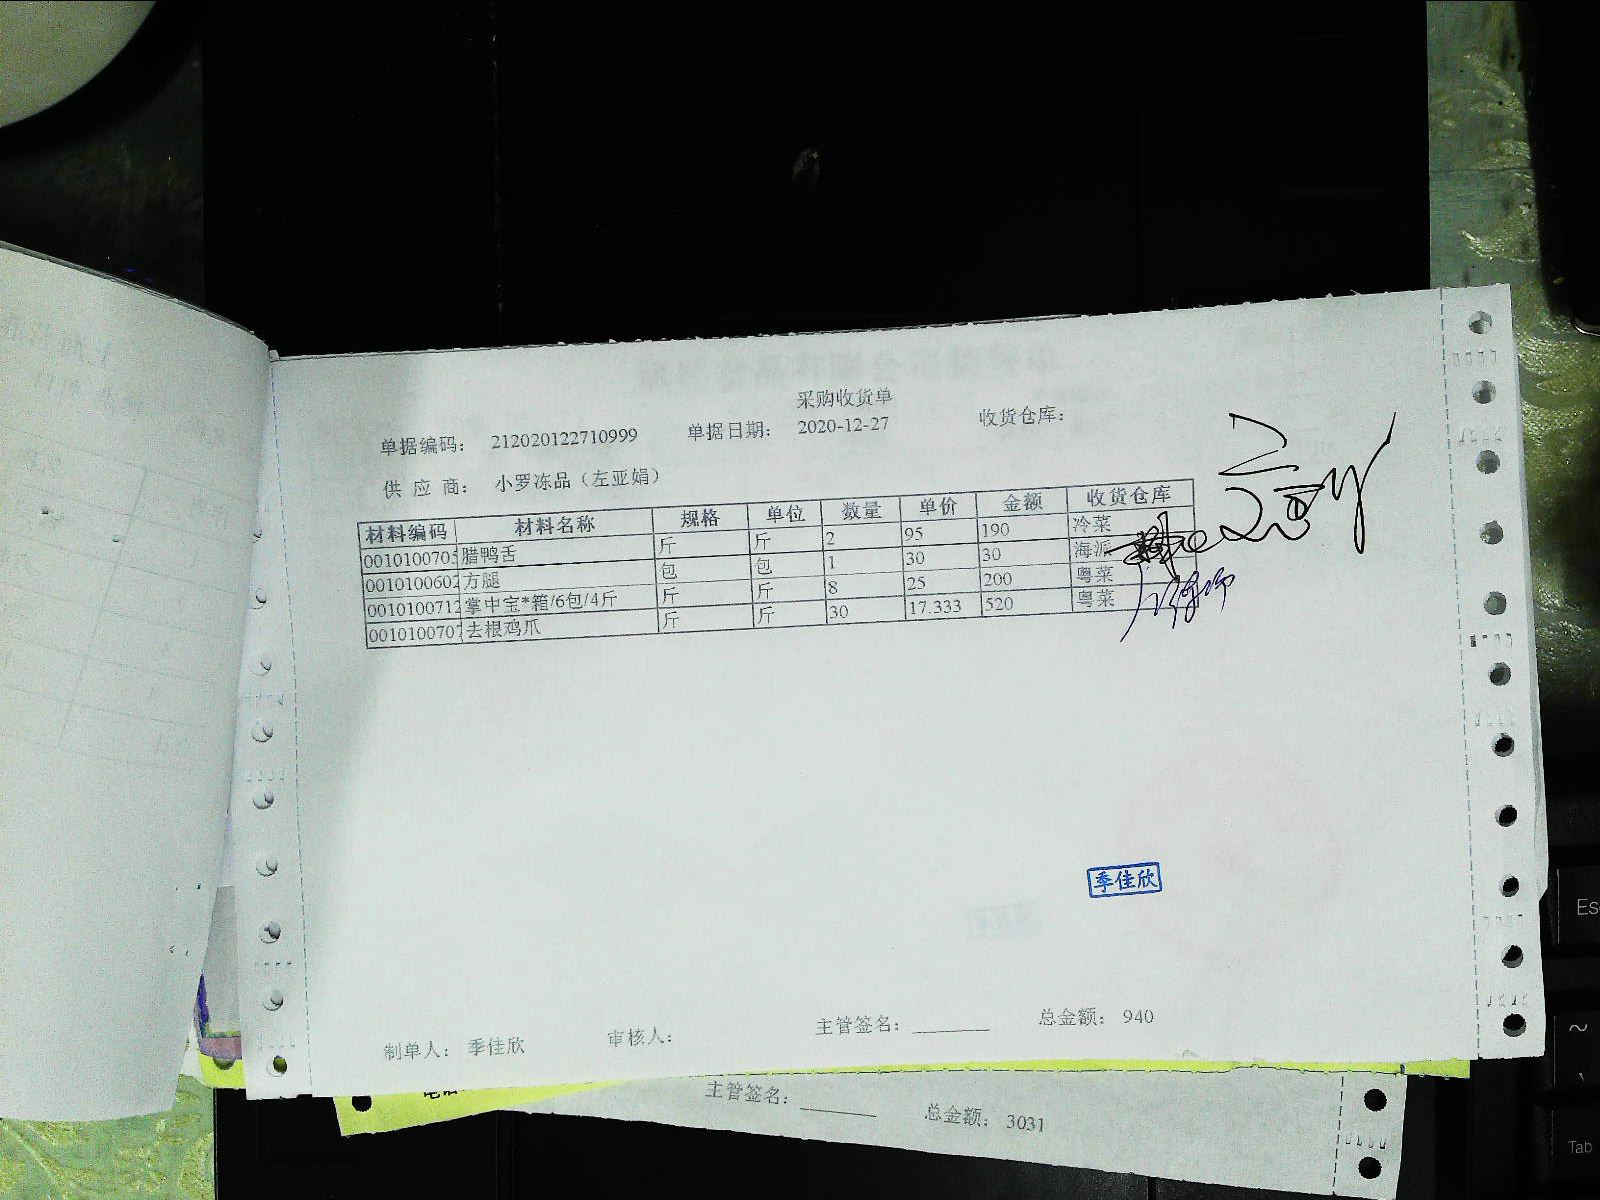 采购收货单
单据编码: 212020122710999 单据日期: 2020-12-27 收货仓库:
供 应 商: 小罗冻品(左亚娟)
材料编码 材料名称 规格 单位 数量 单价 金额 收货仓库
0010100705 腊鸭舌 斤 斤 2 95 190 冷菜
0010100602 方腿 包 包 1 30 30 海派
0010100712 掌中宝*箱/6包/4斤 斤 斤 8 25 200 粤菜
0010100707 去根鸡爪 斤 斤 30 17.333 520 粤菜
季佳欣
制单人: 季佳欣 审核人: 主管签名: 总金额: 940
主管签名: 总金额: 3031
~
Tab